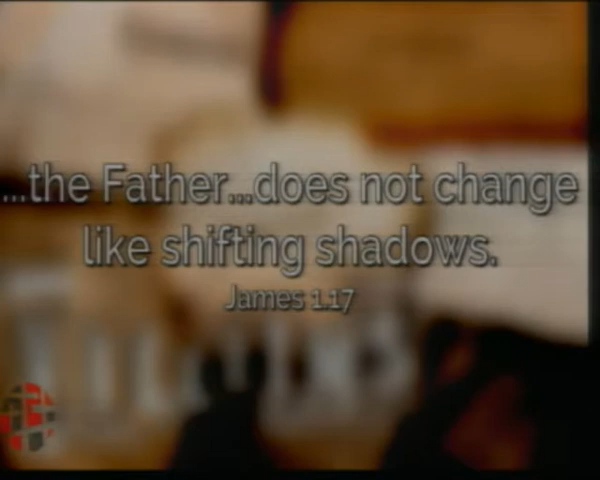 ...the Father...does not change
like shifting shadows.
James 1.17